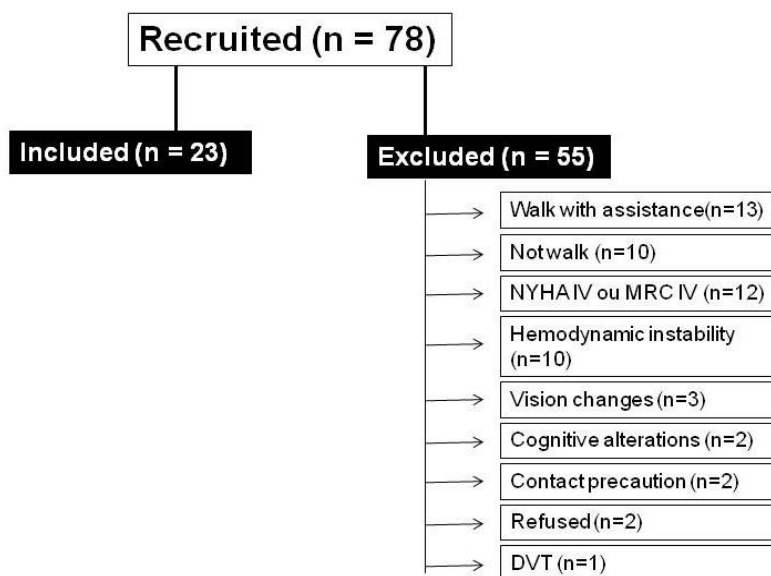 Recruited (n = 78)
Included (n = 23)
Excluded (n = 55)
Walk with assistance(n=13)
Not walk (n=10)
NYHA IV ou MRC IV (n=12)
Hemodynamic instability
(n=10)
Vision changes (n=3)
Cognitive alterations (n=2)
Contact precaution (n=2)
Refused (n=2)
DVT (n=1)